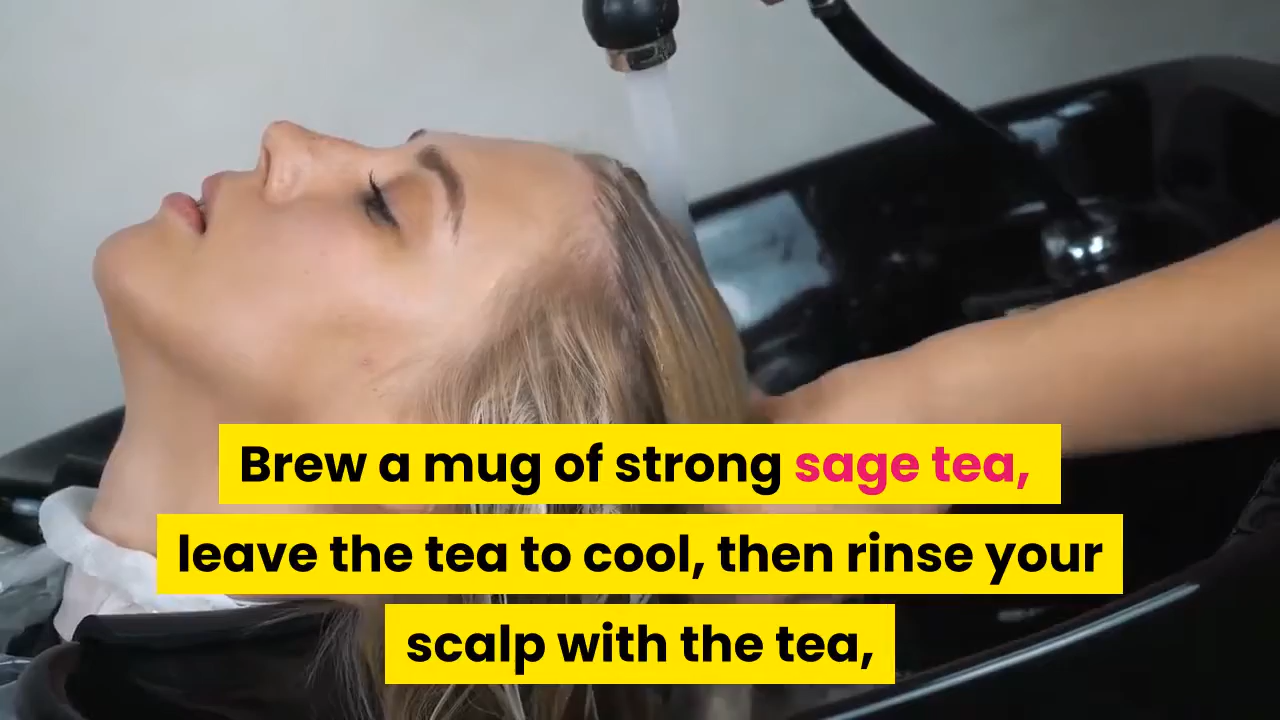 Brew a mug of strong sage tea,
leave the tea to cool, then rinse your
scalp with the tea,